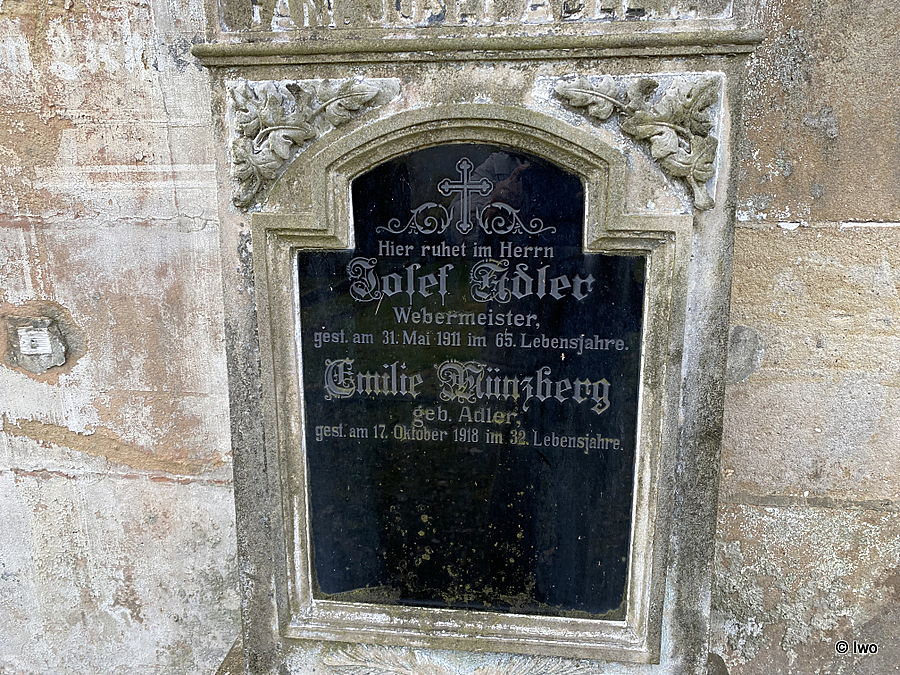 Hier ruhet im Herrn
Josef Adler
Webermeister,
gest. am 31. Mai 1911 im 65. Lebensjahre.
Emilie Münzberg
geb. Adler,
gest. am 17. Oktober 1918 im 32. Lebensjahre.
© Iwo